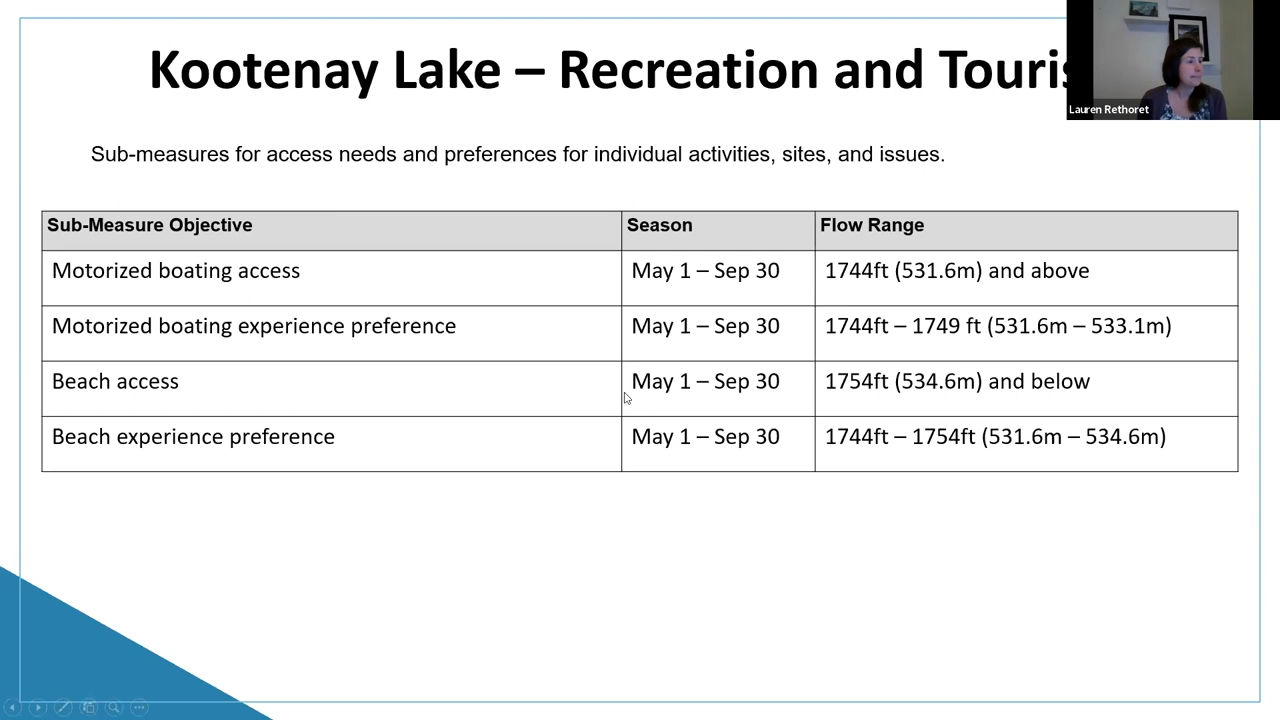 Kootenay Lake – Recreation and Touris
Lauren Rethoret
Sub-measures for access needs and preferences for individual activities, sites, and issues.
Sub-Measure Objective Season Flow Range
Motorized boating access May 1 – Sep 30 1744ft (531.6m) and above
Motorized boating experience preference May 1 – Sep 30 1744ft – 1749 ft (531.6m – 533.1m)
Beach access May 1 – Sep 30 1754ft (534.6m) and below
Beach experience preference May 1 – Sep 30 1744ft – 1754ft (531.6m – 534.6m)